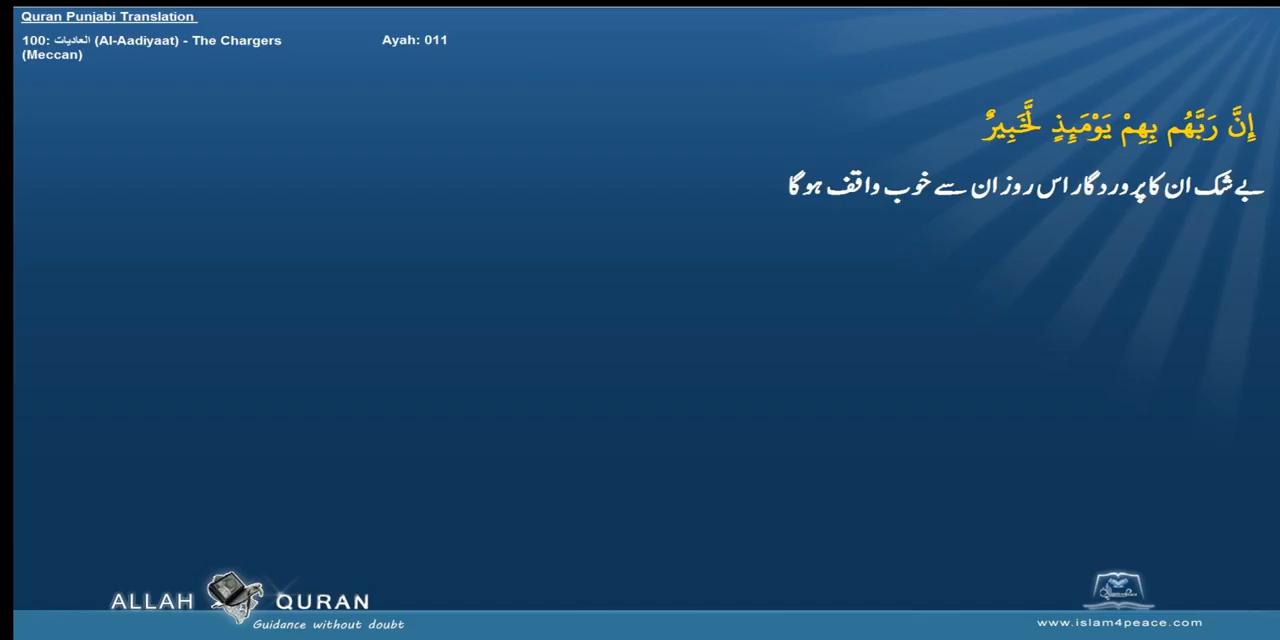 Quran Punjabi Translation
100: العاديات (Al-Aadiyaat) - The Chargers Ayah: 011
(Meccan)
إِنَّ رَبَّهُم بِهِمْ يَوْمَئِذٍ لَّخَبِيرٌ
بے شک ان کا پروردگار اس روز ان سے خوب واقف ہوگا
ALLAH QURAN
Guidance without doubt
www.islam4peace.com